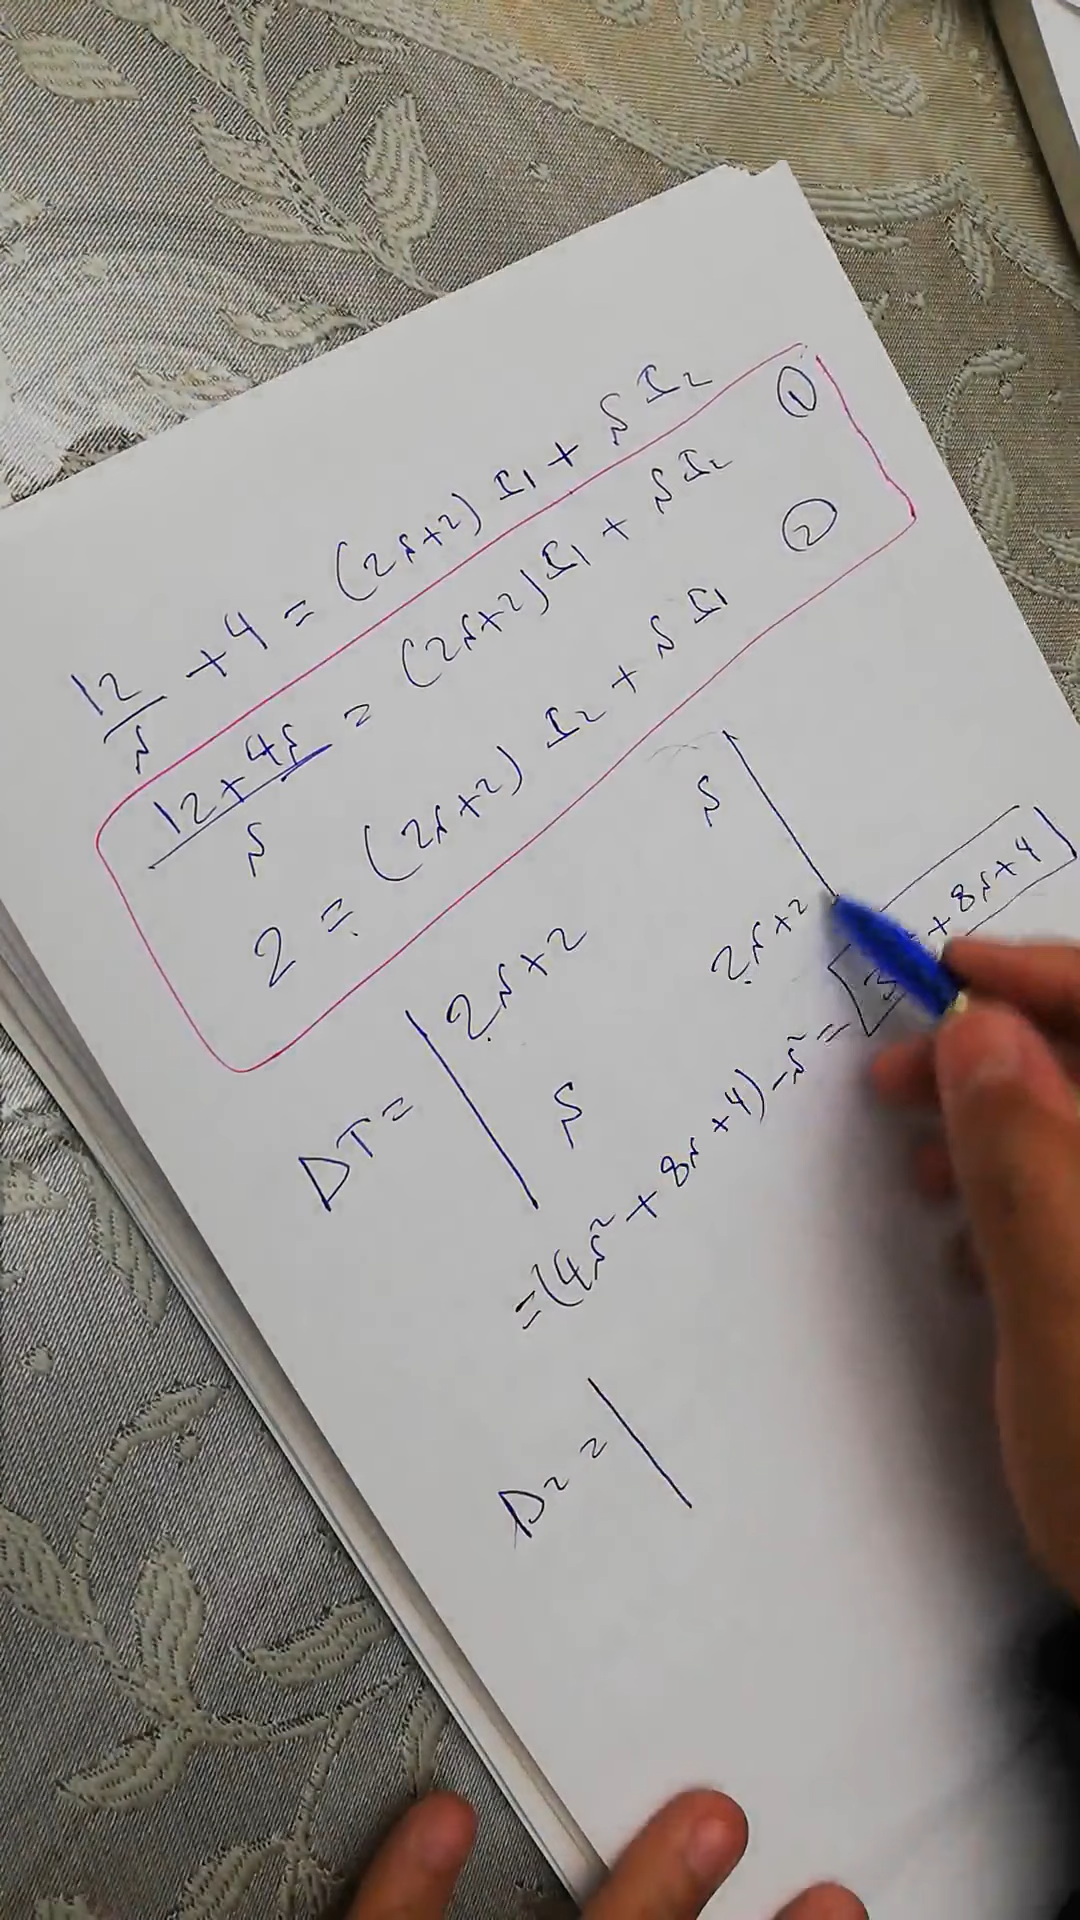 12/s + 4 = (2s+2) I1 + s I2
12+4s/s = (2s+2) I1 + s I2 ①
2 = (2s+2) I2 + s I1 ②
DT = | 2s+2 s |
s 2s+2
= (4s² + 8s + 4) - s² = 3s² + 8s + 4
D2 = |